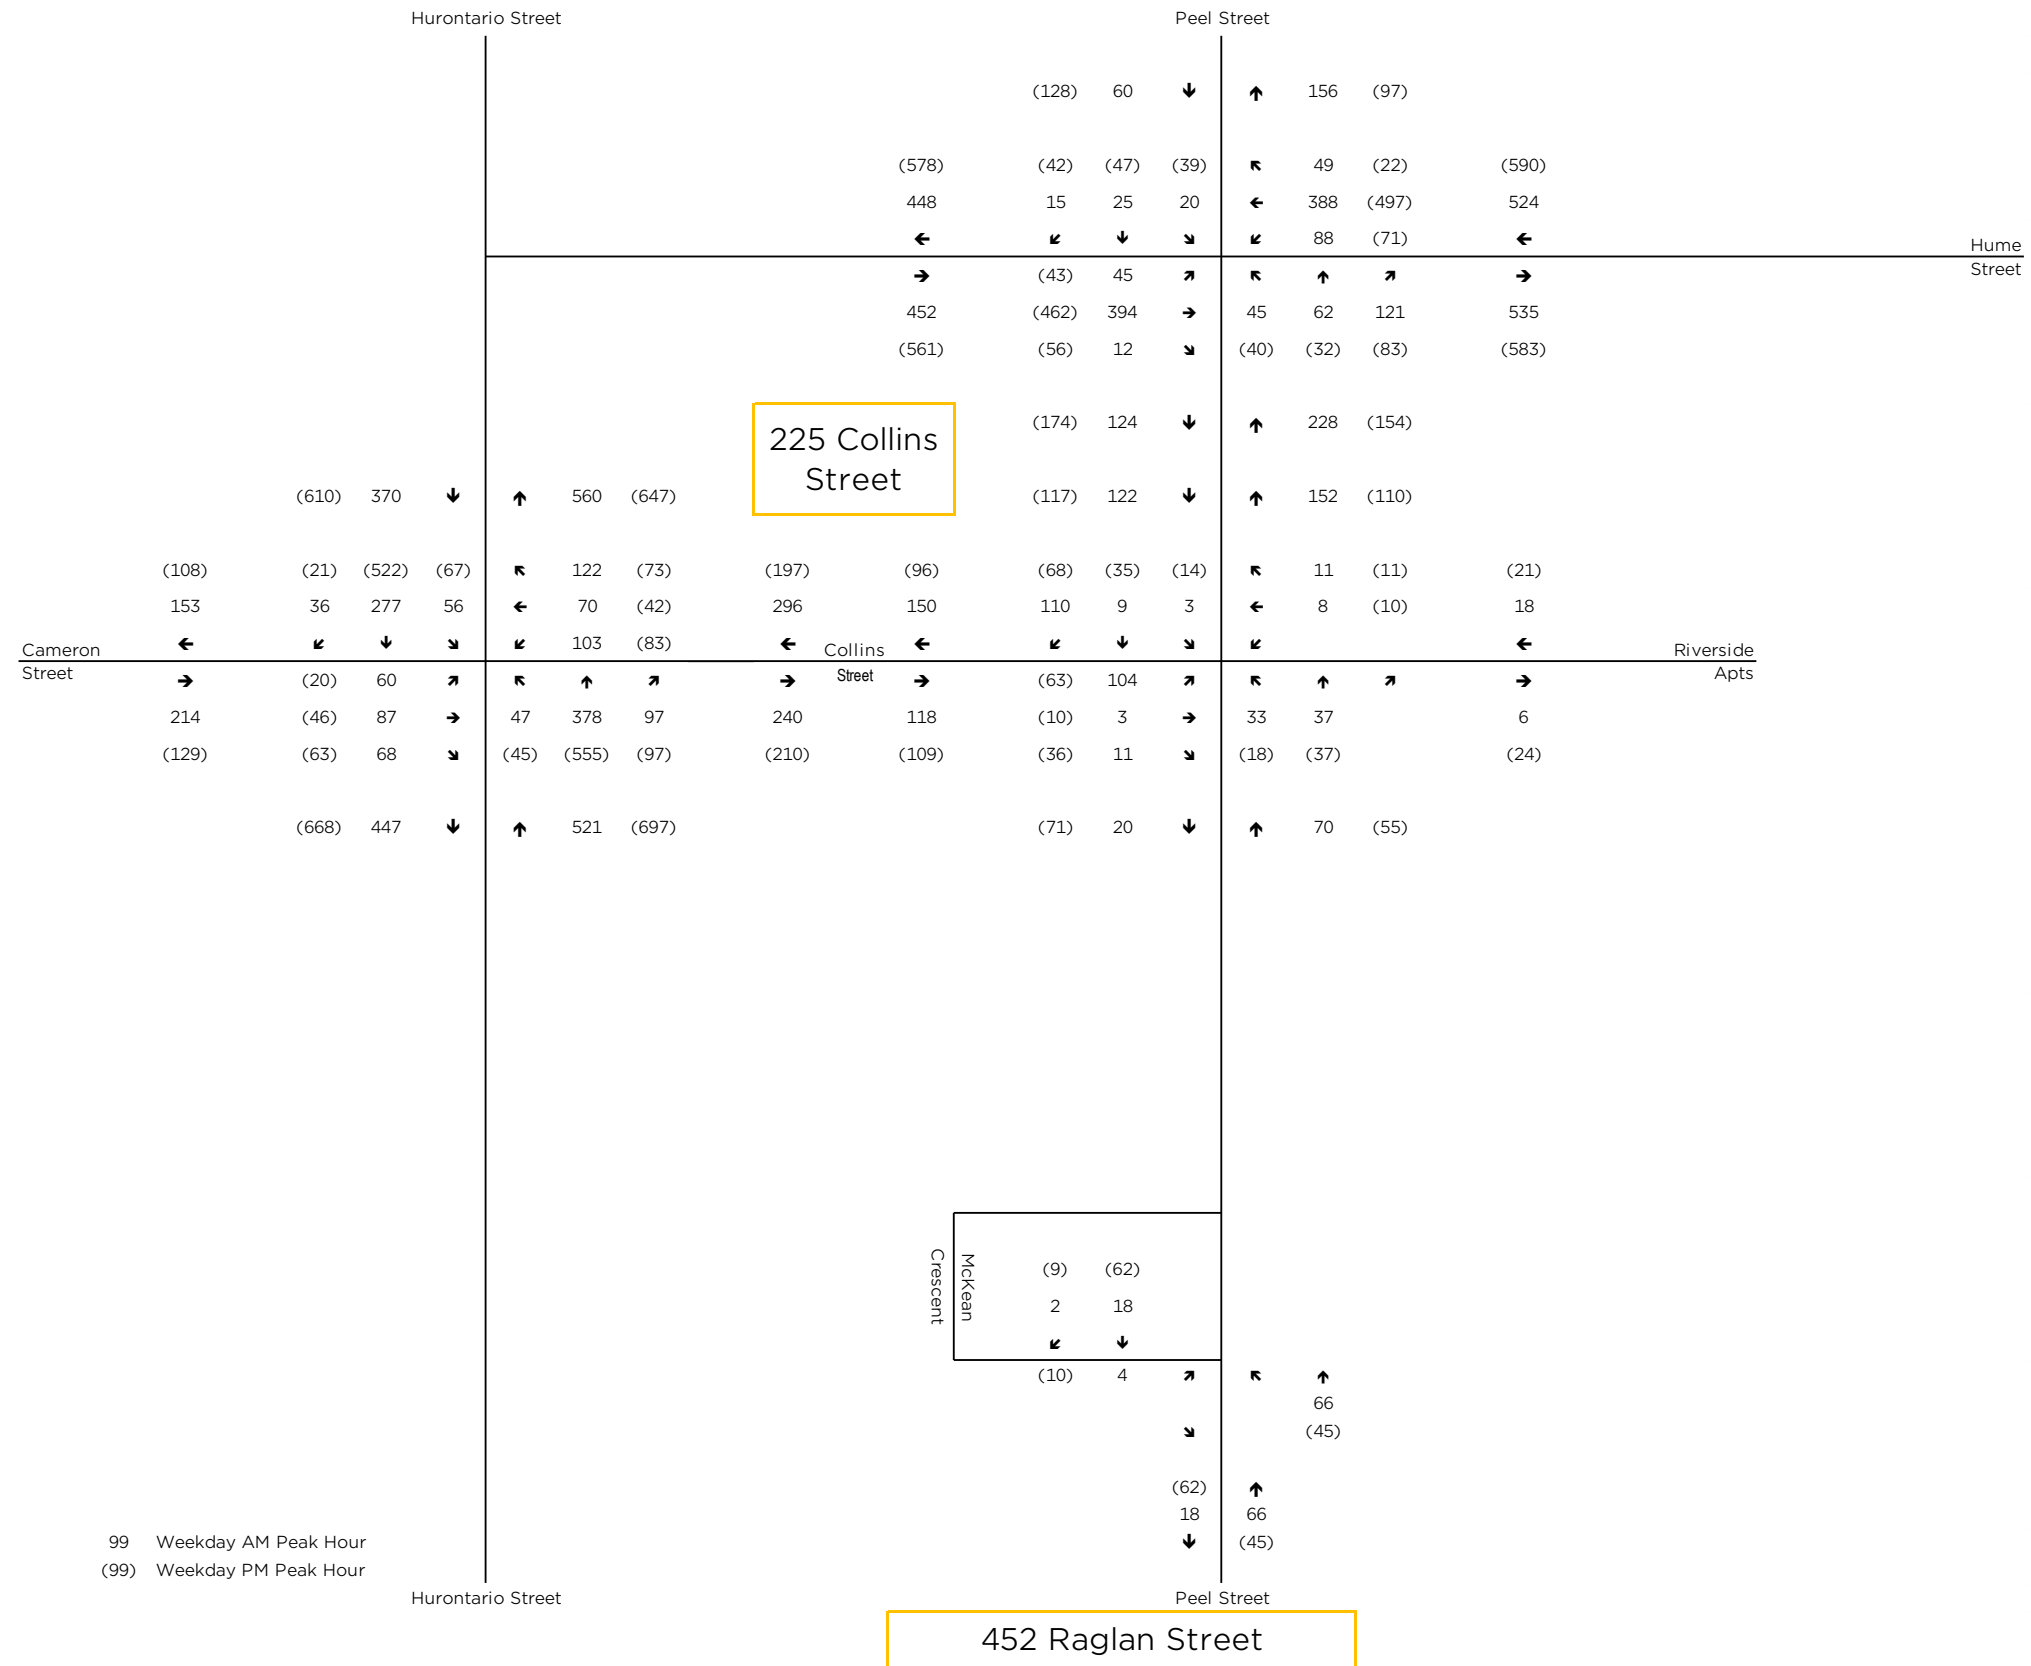 Hurontario Street Peel Street
(128) 60 156 (97)
(578) (42) (47) (39) 49 (22) (590)
448 15 25 20 388 (497) 524
88 (71)
Hume
Street
(43) 45
452 (462) 394 45 62 121 535
(561) (56) 12 (40) (32) (83) (583)
(174) 124 228 (154)
225 Collins
Street
(610) 370 560 (647) (117) 122 152 (110)
(108) (21) (522) (67) 122 (73) (197) (96) (68) (35) (14) 11 (11) (21)
153 36 277 56 70 (42) 296 150 110 9 3 8 (10) 18
103 (83)
Cameron Collins Riverside
Street Street Apts
(20) 60 (63) 104
214 (46) 87 47 378 97 240 118 (10) 3 33 37 6
(129) (63) 68 (45) (555) (97) (210) (109) (36) 11 (18) (37) (24)
(668) 447 521 (697) (71) 20 70 (55)
McKean
Crescent
(9) (62)
2 18
(10) 4
66
(45)
(62)
18 66
(45)
99 Weekday AM Peak Hour
(99) Weekday PM Peak Hour
Hurontario Street Peel Street
452 Raglan Street